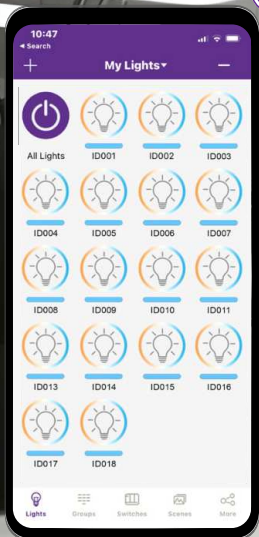 10:47
Search
My Lights
All Lights
ID001
ID002
ID003
ID004
ID005
ID006
ID007
ID008
ID009
ID010
ID011
ID013
ID014
ID015
ID016
ID017
ID018
Lights
Groups
Switches
Scenes
More